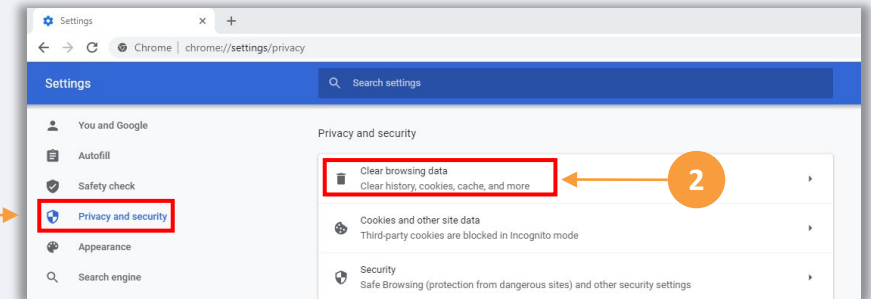 Settings
Chrome | chrome://settings/privacy
Settings
Search settings
You and Google
Autofill
Safety check
Privacy and security
Appearance
Search engine
Privacy and security
Clear browsing data
Clear history, cookies, cache, and more
2
Cookies and other site data
Third-party cookies are blocked in Incognito mode
Security
Safe Browsing (protection from dangerous sites) and other security settings